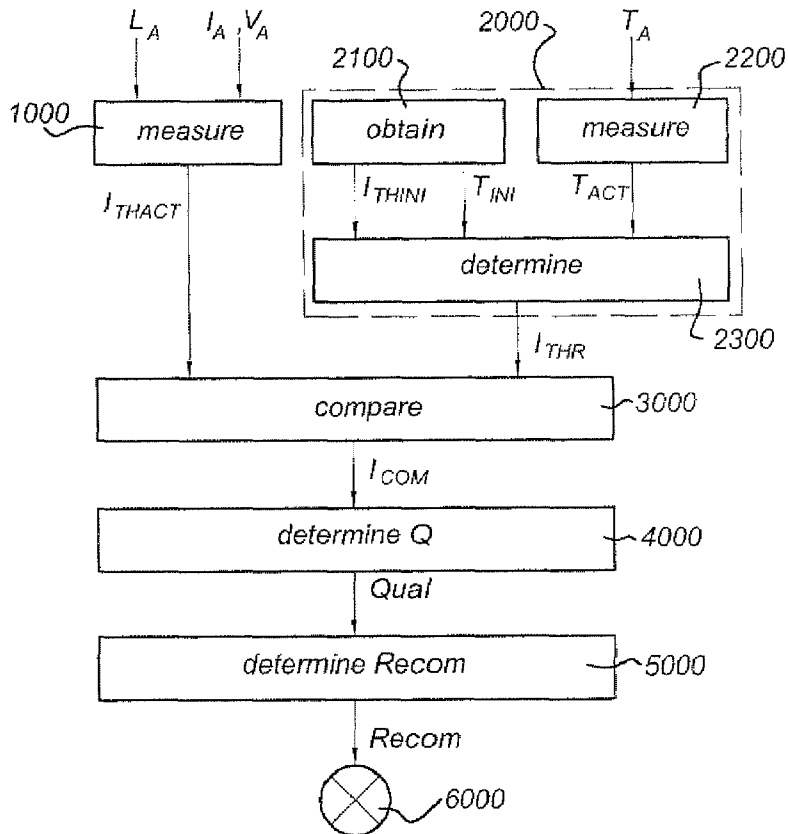 L_A I_A ,V_A 2000 T_A
2100 2200
1000 measure obtain measure
I_THACT I_THINI T_INI T_ACT
determine
2300
I_THR
compare 3000
I_COM
determine Q 4000
Qual
determine Recom 5000
Recom
6000